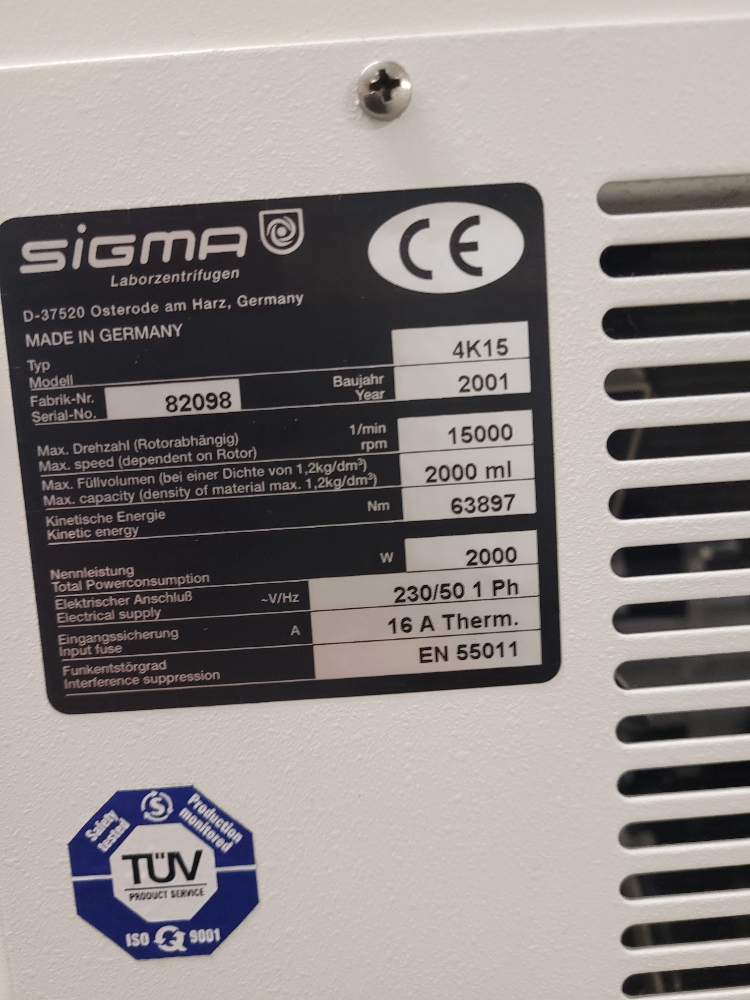 SIGMA
Laborzentrifugen
D-37520 Osterode am Harz, Germany
MADE IN GERMANY
CE
Typ
Modell
4K15
Fabrik-Nr.
Serial-No.
82098
Baujahr
Year
2001
Max. Drehzahl (Rotorabhängig)
Max. speed (dependent on Rotor)
1/min
rpm
15000
Max. Füllvolumen (bei einer Dichte von 1,2kg/dm³)
Max. capacity (density of material max. 1,2kg/dm³)
2000 ml
Kinetische Energie
Kinetic energy
Nm
63897
Nennleistung
Total Powerconsumption
W
2000
Elektrischer Anschluß
Electrical supply
~V/Hz
230/50 1 Ph
Eingangssicherung
Input fuse
A
16 A Therm.
Funkentstörgrad
Interference suppression
EN 55011
Safety tested
S
Production monitored
TÜV
PRODUCT SERVICE
ISO 9001